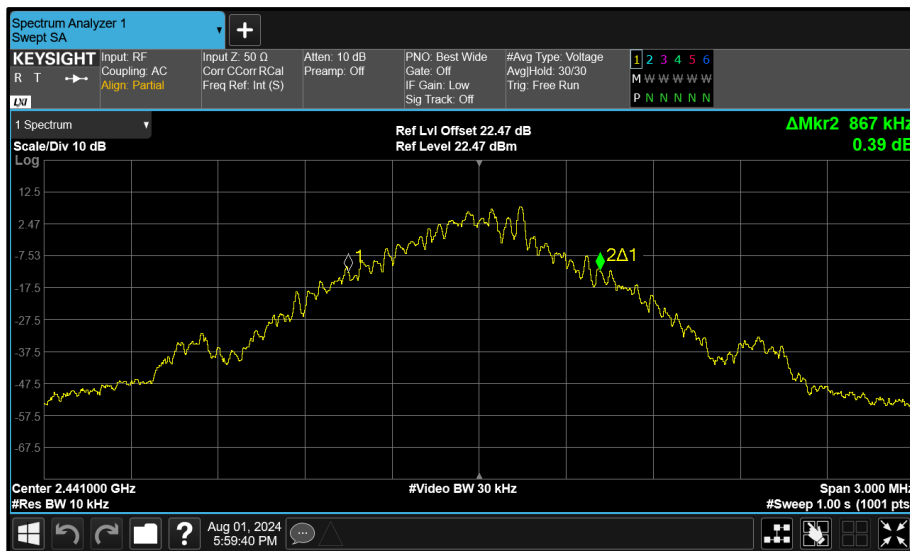 Spectrum Analyzer 1
Swept SA
+
KEYSIGHT
R T
LXI
Input: RF
Coupling: AC
Align: Partial
Input Z: 50 Ω
Corr CCorr RCal
Freq Ref: Int (S)
Atten: 10 dB
Preamp: Off
PNO: Best Wide
Gate: Off
IF Gain: Low
Sig Track: Off
#Avg Type: Voltage
Avg|Hold: 30/30
Trig: Free Run
1 2 3 4 5 6
M W W W W W
P N N N N N
1 Spectrum
Scale/Div 10 dB
Log
Ref Lvl Offset 22.47 dB
Ref Level 22.47 dBm
ΔMkr2 867 kHz
0.39 dB
12.5
2.47
-7.53
-17.5
-27.5
-37.5
-47.5
-57.5
-67.5
1
2Δ1
Center 2.441000 GHz
#Res BW 10 kHz
#Video BW 30 kHz
Span 3.000 MHz
#Sweep 1.00 s (1001 pts
?
Aug 01, 2024
5:59:40 PM